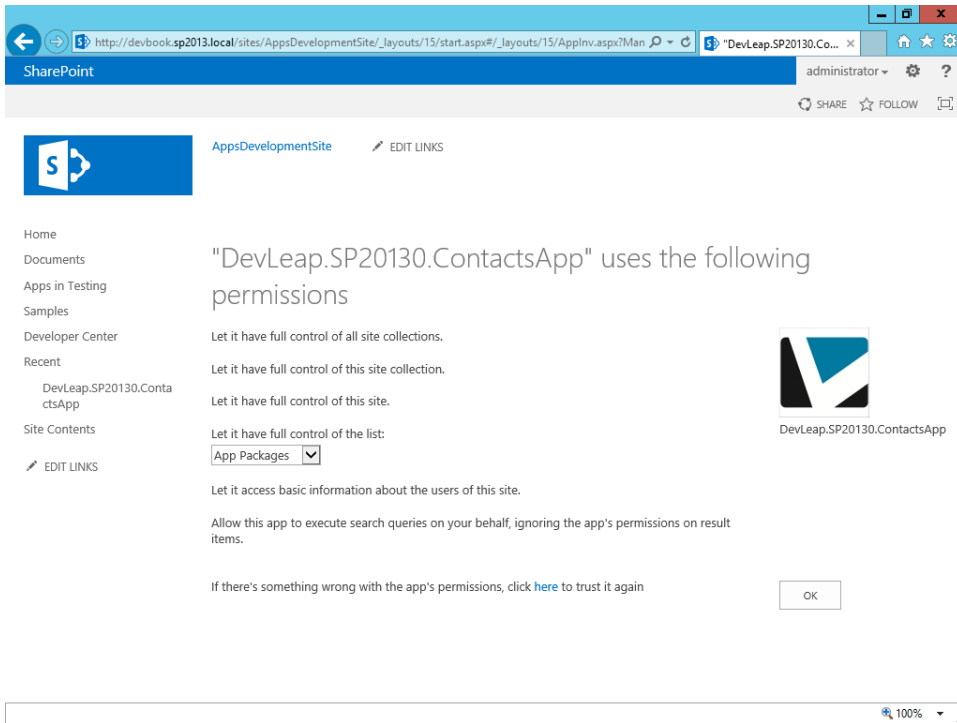 http://devbook.sp2013.local/sites/AppsDevelopmentSite/_layouts/15/start.aspx#/_layouts/15/AppInv.aspx?Man
"DevLeap.SP20130.Co...
SharePoint
administrator
?
SHARE
FOLLOW
S
AppsDevelopmentSite
EDIT LINKS
Home
Documents
Apps in Testing
Samples
Developer Center
Recent
DevLeap.SP20130.Conta
ctsApp
Site Contents
EDIT LINKS
"DevLeap.SP20130.ContactsApp" uses the following
permissions
Let it have full control of all site collections.
Let it have full control of this site collection.
Let it have full control of this site.
Let it have full control of the list:
App Packages
Let it access basic information about the users of this site.
Allow this app to execute search queries on your behalf, ignoring the app's permissions on result
items.
If there's something wrong with the app's permissions, click here to trust it again
DevLeap.SP20130.ContactsApp
OK
100%